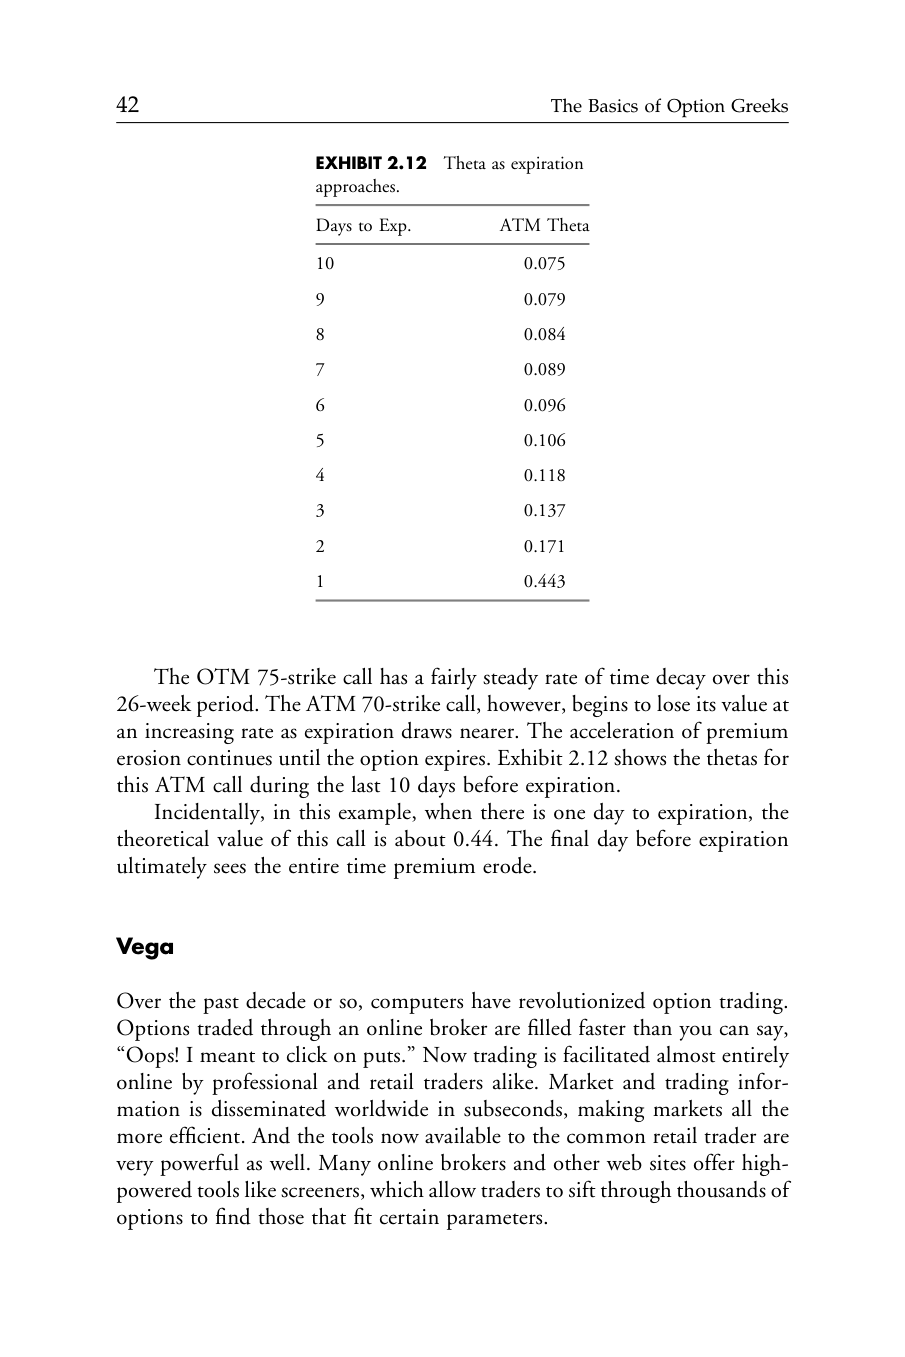 42 The Basics of Option Greeks
EXHIBIT 2.12 Theta as expiration
approaches.
Days to Exp. ATM Theta
10 0.075
9 0.079
8 0.084
7 0.089
6 0.096
5 0.106
4 0.118
3 0.137
2 0.171
1 0.443
The OTM 75-strike call has a fairly steady rate of time decay over this
26-week period. The ATM 70-strike call, however, begins to lose its value at
an increasing rate as expiration draws nearer. The acceleration of premium
erosion continues until the option expires. Exhibit 2.12 shows the thetas for
this ATM call during the last 10 days before expiration.
Incidentally, in this example, when there is one day to expiration, the
theoretical value of this call is about 0.44. The final day before expiration
ultimately sees the entire time premium erode.
Vega
Over the past decade or so, computers have revolutionized option trading.
Options traded through an online broker are filled faster than you can say,
“Oops! I meant to click on puts.” Now trading is facilitated almost entirely
online by professional and retail traders alike. Market and trading infor-
mation is disseminated worldwide in subseconds, making markets all the
more efficient. And the tools now available to the common retail trader are
very powerful as well. Many online brokers and other web sites offer high-
powered tools like screeners, which allow traders to sift through thousands of
options to find those that fit certain parameters.